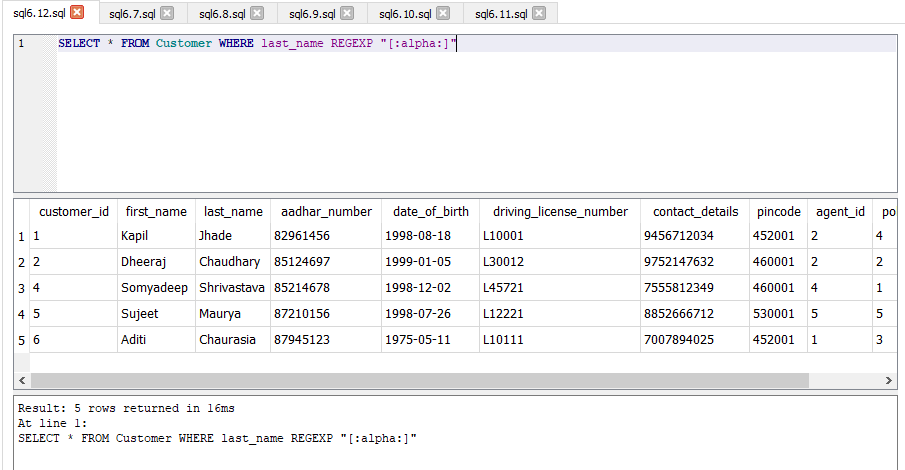 sql6.12.sql sql6.7.sql sql6.8.sql sql6.9.sql sql6.10.sql sql6.11.sql
1 SELECT * FROM Customer WHERE last_name REGEXP "[:alpha:]"
customer_id first_name last_name aadhar_number date_of_birth driving_license_number contact_details pincode agent_id po
1 1 Kapil Jhade 82961456 1998-08-18 L10001 9456712034 452001 2 4
2 2 Dheeraj Chaudhary 85124697 1999-01-05 L30012 9752147632 460001 2 2
3 4 Somyadeep Shrivastava 85214678 1998-12-02 L45721 7555812349 460001 4 1
4 5 Sujeet Maurya 87210156 1998-07-26 L12221 8852666712 530001 5 5
5 6 Aditi Chaurasia 87945123 1975-05-11 L10111 7007894025 452001 1 3
Result: 5 rows returned in 16ms
At line 1:
SELECT * FROM Customer WHERE last_name REGEXP "[:alpha:]"